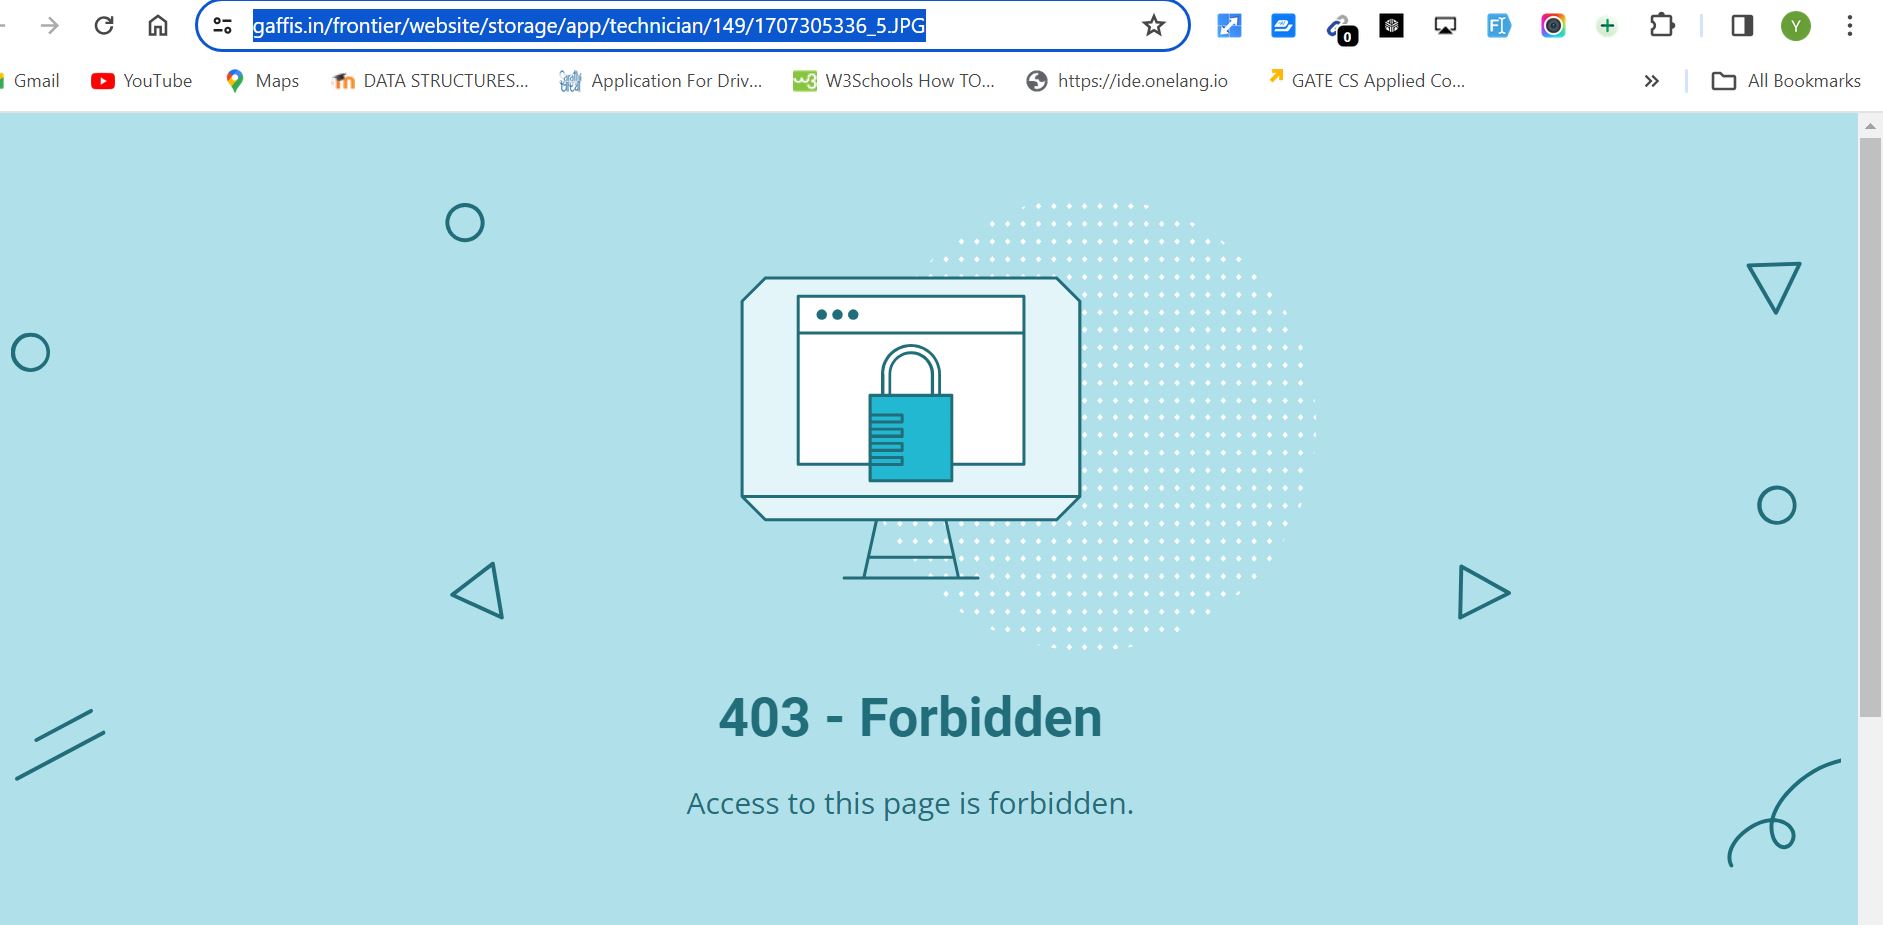 gaffis.in/frontier/website/storage/app/technician/149/1707305336_5.JPG
0
Y
Gmail YouTube Maps DATA STRUCTURES... Application For Driv... W3Schools How TO... https://ide.onelang.io GATE CS Applied Co... » All Bookmarks
403 - Forbidden
Access to this page is forbidden.